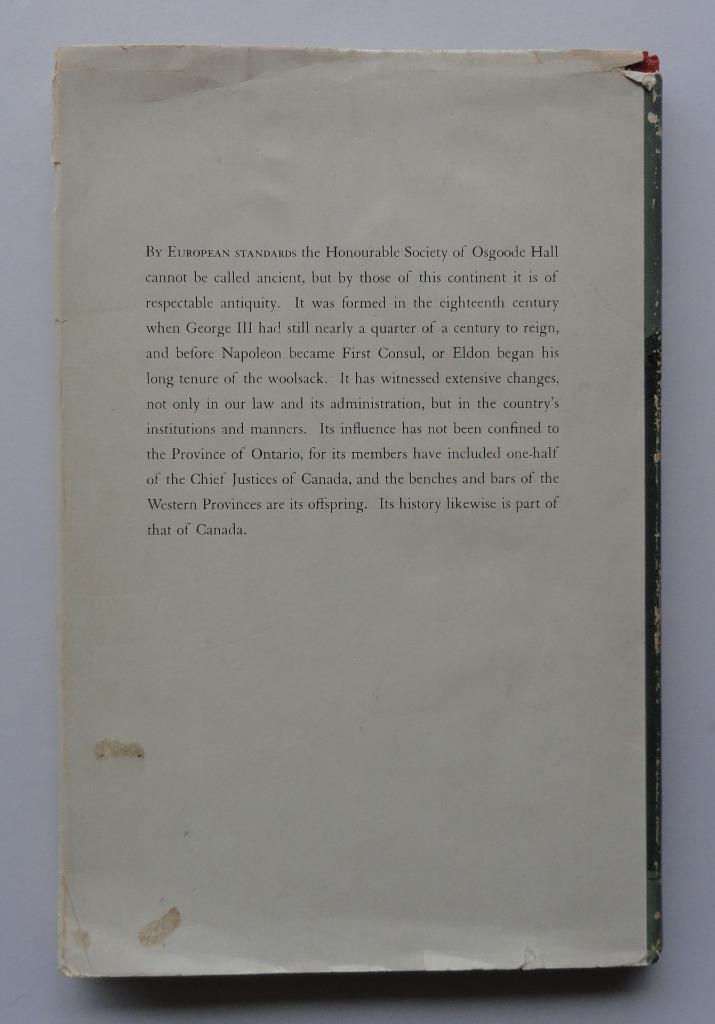 By European standards the Honourable Society of Osgoode Hall
cannot be called ancient, but by those of this continent it is of
respectable antiquity. It was formed in the eighteenth century
when George III had still nearly a quarter of a century to reign,
and before Napoleon became First Consul, or Eldon began his
long tenure of the woolsack. It has witnessed extensive changes,
not only in our law and its administration, but in the country's
institutions and manners. Its influence has not been confined to
the Province of Ontario, for its members have included one-half
of the Chief Justices of Canada, and the benches and bars of the
Western Provinces are its offspring. Its history likewise is part of
that of Canada.